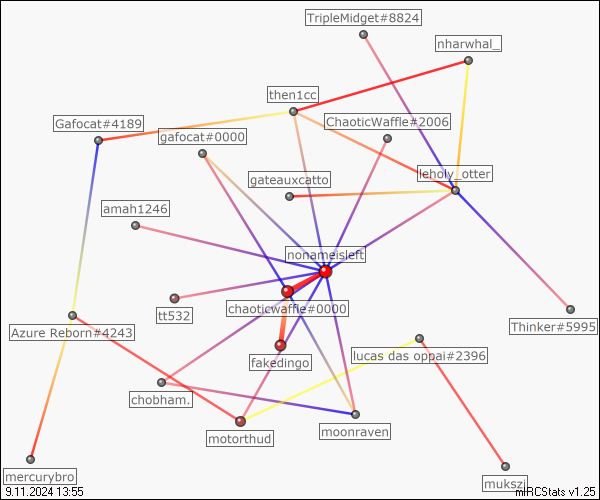 TripleMidget#8824
nharwhal_
then1cc
Gafocat#4189
ChaoticWaffle#2006
gafocat#0000
leholy_otter
gateauxcatto
amah1246
nonameisleft
tt532
chaoticwaffle#0000
Azure Reborn#4243
Thinker#5995
fakedingo
lucas das oppai#2396
chobham.
moonraven
motorthud
mercurybro
mukszi
9.11.2024 13:55
mIRCStats v1.25